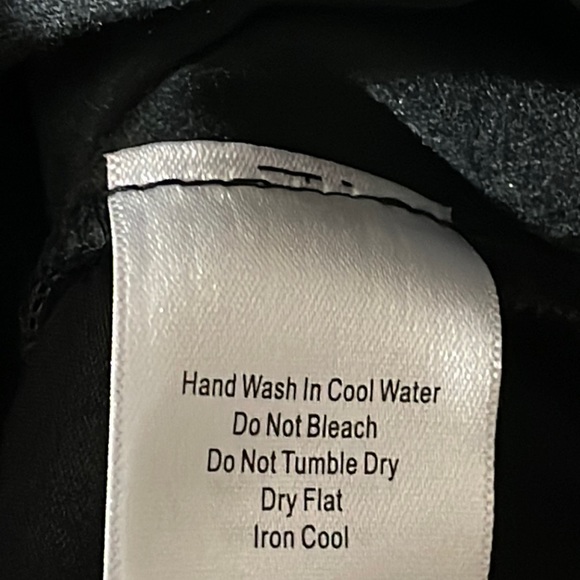 Hand Wash In Cool Water
Do Not Bleach
Do Not Tumble Dry
Dry Flat
Iron Cool